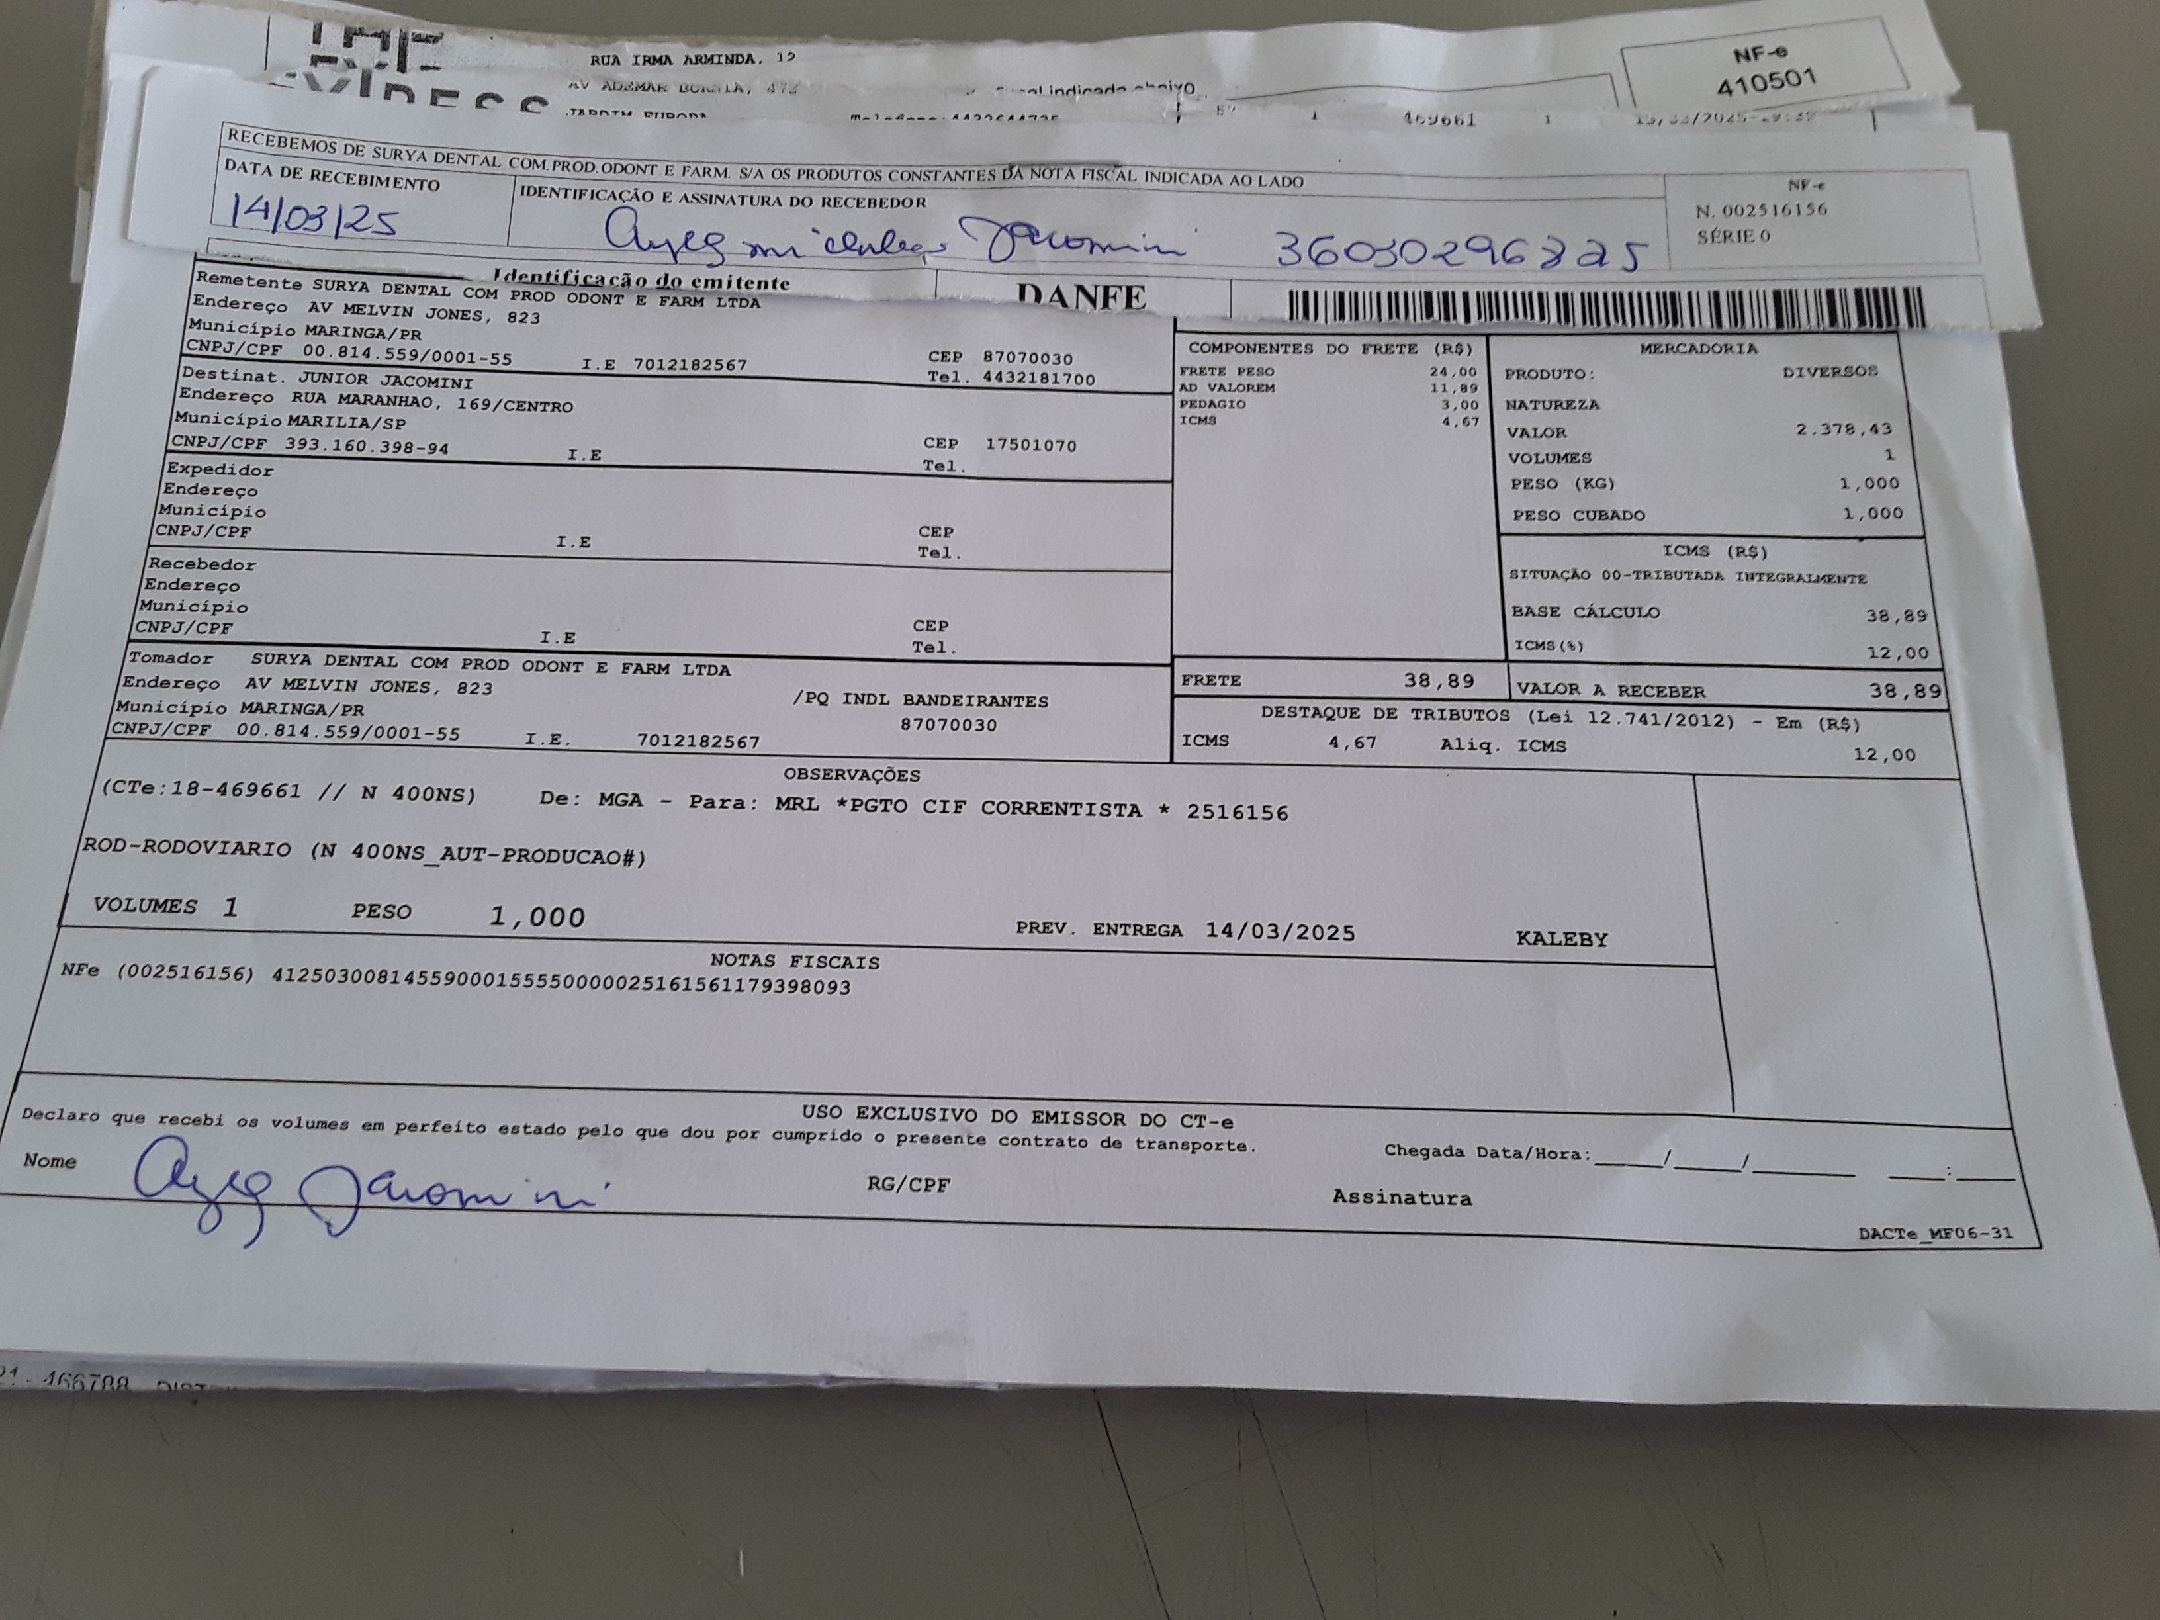 RUA IRMA ARMINDA, 12
NF-e
410501
AV ADEMAR
469661 1
RECEBEMOS DE SURYA DENTAL COM.PROD.ODONT E FARM. S/A OS PRODUTOS CONSTANTES DA NOTA FISCAL INDICADA AO LADO
DATA DE RECEBIMENTO IDENTIFICAÇÃO E ASSINATURA DO RECEBEDOR
14/03/25 Jacomini 36030296825
NF-e
N. 002516156
SÉRIE 0
Identificação do emitente DANFE
Remetente SURYA DENTAL COM PROD ODONT E FARM LTDA
Endereço AV MELVIN JONES, 823
Município MARINGA/PR
CNPJ/CPF 00.814.559/0001-55 I.E 7012182567 CEP 87070030
Tel. 4432181700
Destinat. JUNIOR JACOMINI
Endereço RUA MARANHAO, 169/CENTRO
Município MARILIA/SP
CNPJ/CPF 393.160.398-94 I.E CEP 17501070
Tel.
Expedidor
Endereço
Município
CNPJ/CPF I.E CEP
Tel.
Recebedor
Endereço
Município
CNPJ/CPF I.E CEP
Tel.
Tomador SURYA DENTAL COM PROD ODONT E FARM LTDA
Endereço AV MELVIN JONES, 823 /PQ INDL BANDEIRANTES
Município MARINGA/PR 87070030
CNPJ/CPF 00.814.559/0001-55 I.E. 7012182567
COMPONENTES DO FRETE (R$)
FRETE PESO 24,00
AD VALOREM 11,89
PEDAGIO 3,00
ICMS 4,67
MERCADORIA
PRODUTO: DIVERSOS
NATUREZA
VALOR 2.378,43
VOLUMES 1
PESO (KG) 1,000
PESO CUBADO 1,000
ICMS (R$)
SITUAÇÃO 00-TRIBUTADA INTEGRALMENTE
BASE CÁLCULO 38,89
ICMS(%) 12,00
FRETE 38,89 VALOR A RECEBER 38,89
DESTAQUE DE TRIBUTOS (Lei 12.741/2012) - Em (R$)
ICMS 4,67 Aliq. ICMS 12,00
OBSERVAÇÕES
(CTe:18-469661 // N 400NS) De: MGA - Para: MRL *PGTO CIF CORRENTISTA * 2516156
ROD-RODOVIARIO (N 400NS_AUT-PRODUCAO#)
VOLUMES 1 PESO 1,000 PREV. ENTREGA 14/03/2025 KALEBY
NOTAS FISCAIS
NFe (002516156) 41250300814559000155550000025161561179398093
USO EXCLUSIVO DO EMISSOR DO CT-e
Declaro que recebi os volumes em perfeito estado pelo que dou por cumprido o presente contrato de transporte.
Chegada Data/Hora:_____/_____/________ ____:____
Nome Jacomini RG/CPF Assinatura
DACTe_MF06-31
466788